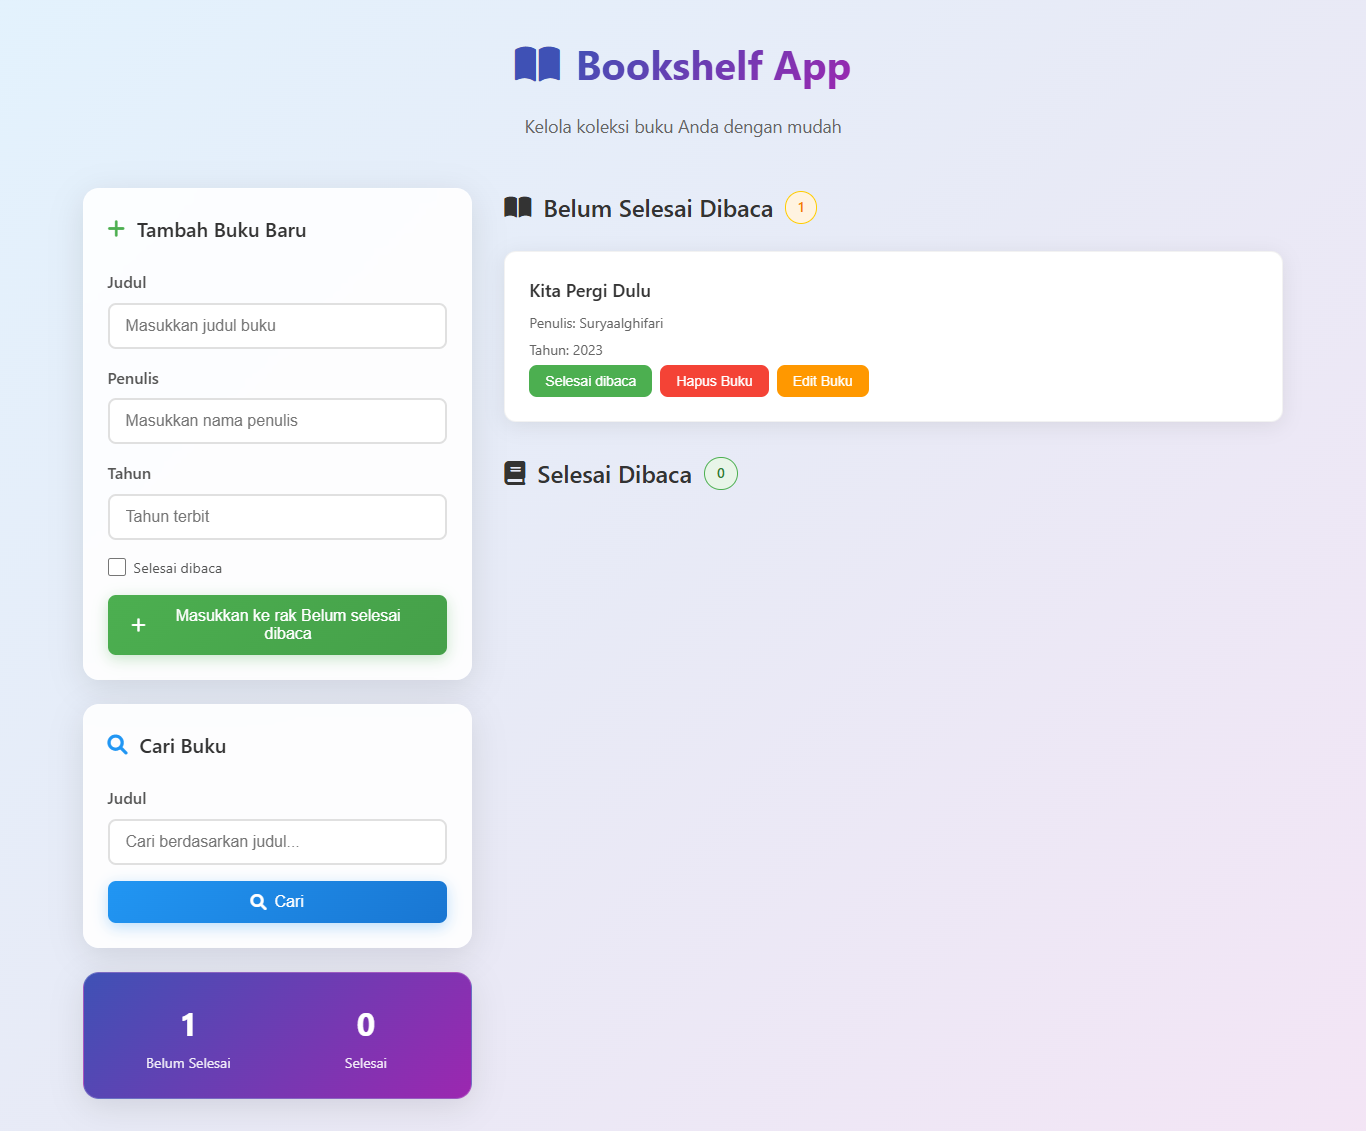 Bookshelf App
Kelola koleksi buku Anda dengan mudah
Tambah Buku Baru
Judul
Masukkan judul buku
Penulis
Masukkan nama penulis
Tahun
Tahun terbit
Selesai dibaca
Masukkan ke rak Belum selesai
dibaca
Cari Buku
Judul
Cari berdasarkan judul...
Cari
1
Belum Selesai
0
Selesai
Belum Selesai Dibaca 1
Kita Pergi Dulu
Penulis: Suryaalghifari
Tahun: 2023
Selesai dibaca Hapus Buku Edit Buku
Selesai Dibaca 0